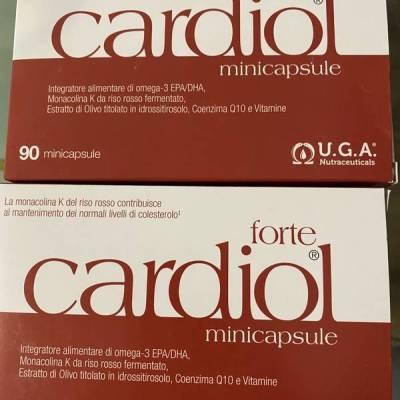 cardiol®
minicapsule
Integratore alimentare di omega-3 EPA/DHA,
Monacolina K da riso rosso fermentato,
Estratto di Olivo titolato in idrossitirosolo, Coenzima Q10 e Vitamine
90 minicapsule
U.G.A.®
Nutraceuticals
La monacolina K del riso rosso contribuisce
al mantenimento dei normali livelli di colesterolo¹
forte
cardiol®
minicapsule
Integratore alimentare di omega-3 EPA/DHA,
Monacolina K da riso rosso fermentato,
Estratto di Olivo titolato in idrossitirosolo, Coenzima Q10 e Vitamine